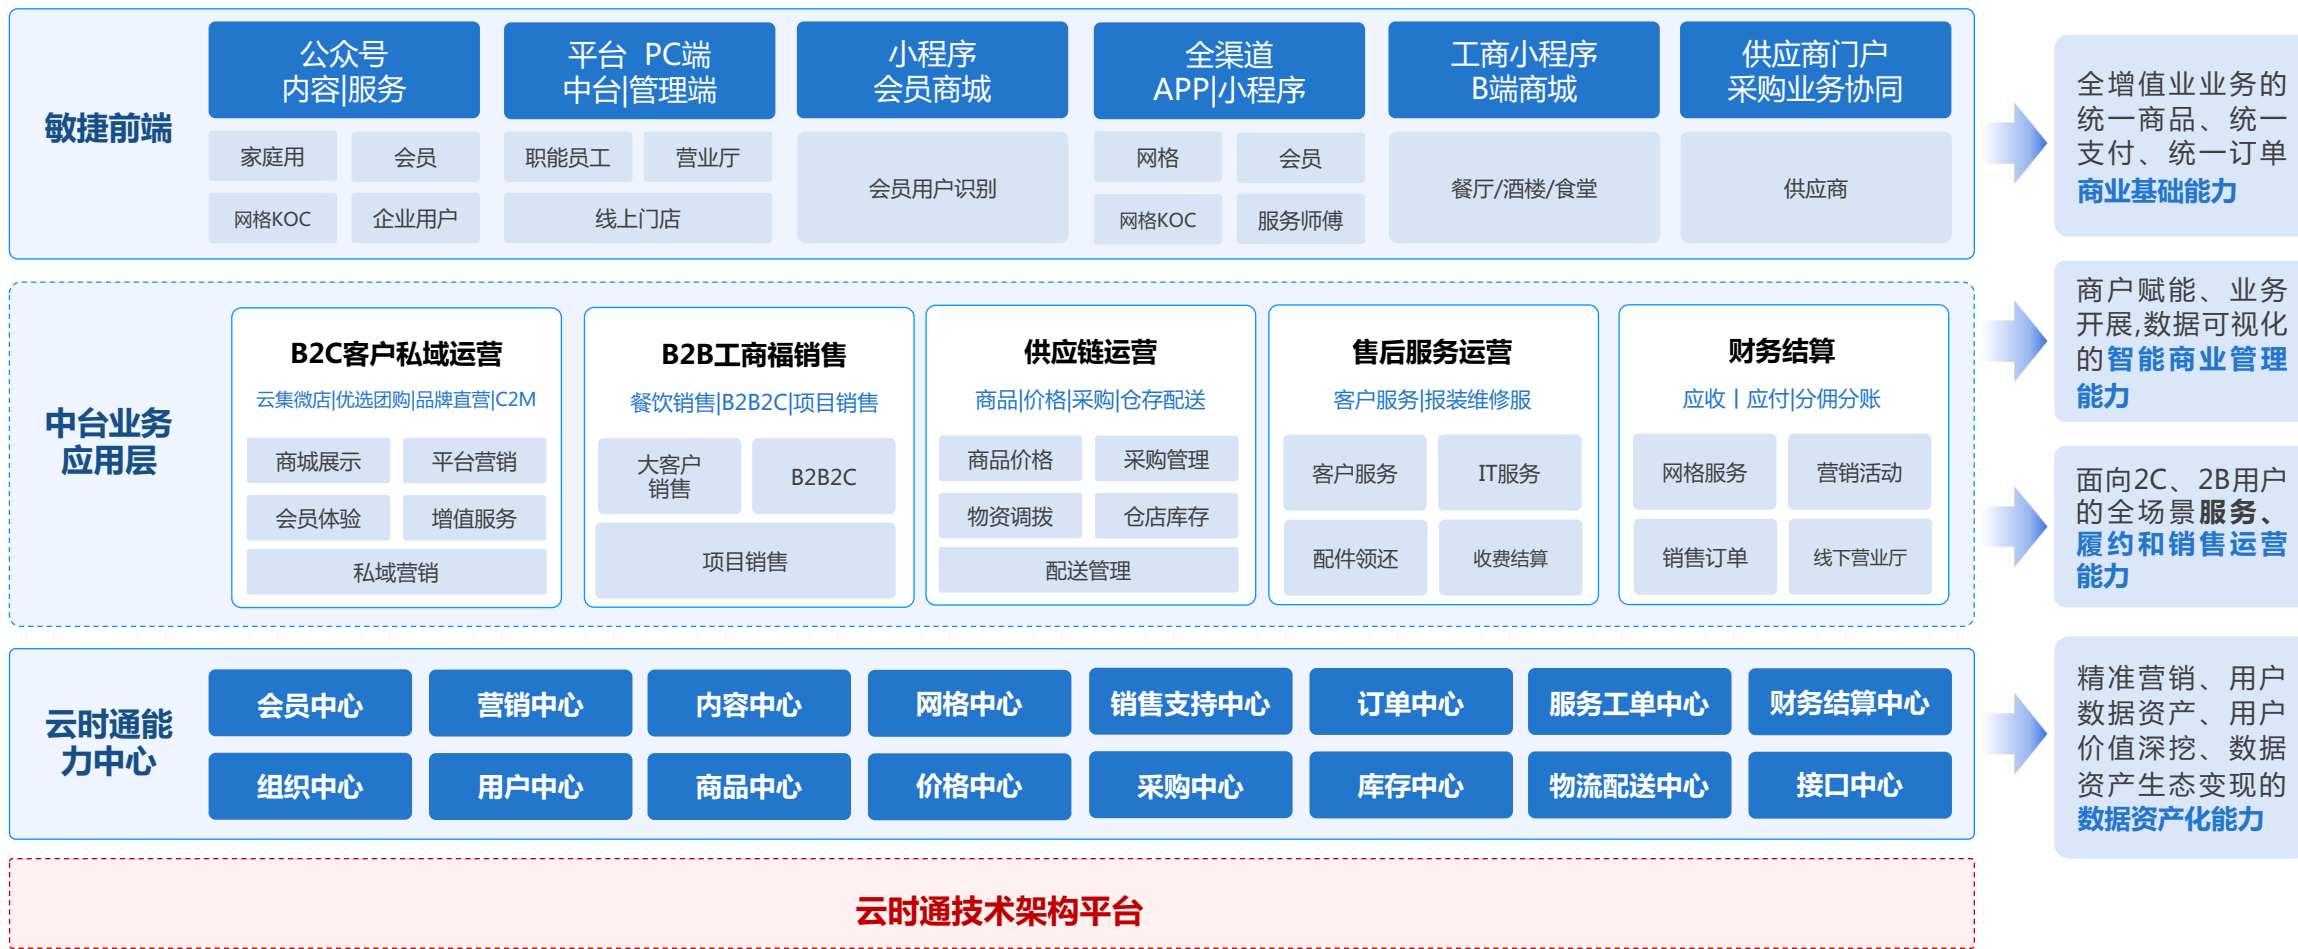 敏捷前端
公众号
内容|服务
家庭用
会员
网格KOC
企业用户
平台 PC端
中台|管理端
职能员工
营业厅
线上门店
小程序
会员商城
会员用户识别
全渠道
APP|小程序
网格
会员
网格KOC
服务师傅
工商小程序
B端商城
餐厅/酒楼/食堂
供应商门户
采购业务协同
供应商
全增值业业务的
统一商品、统一
支付、统一订单
商业基础能力
中台业务
应用层
B2C客户私域运营
云集微店|优选团购|品牌直营|C2M
商城展示
平台营销
会员体验
增值服务
私域营销
B2B工商福销售
餐饮销售|B2B2C|项目销售
大客户
销售
B2B2C
项目销售
供应链运营
商品|价格|采购|仓存配送
商品价格
采购管理
物资调拨
仓店库存
配送管理
售后服务运营
客户服务|报装维修服
客户服务
IT服务
配件领还
收费结算
财务结算
应收丨应付|分佣分账
网格服务
营销活动
销售订单
线下营业厅
商户赋能、业务
开展,数据可视化
的智能商业管理
能力
面向2C、2B用户
的全场景服务、
履约和销售运营
能力
云时通能
力中心
会员中心
营销中心
内容中心
网格中心
销售支持中心
订单中心
服务工单中心
财务结算中心
组织中心
用户中心
商品中心
价格中心
采购中心
库存中心
物流配送中心
接口中心
精准营销、用户
数据资产、用户
价值深挖、数据
资产生态变现的
数据资产化能力
云时通技术架构平台